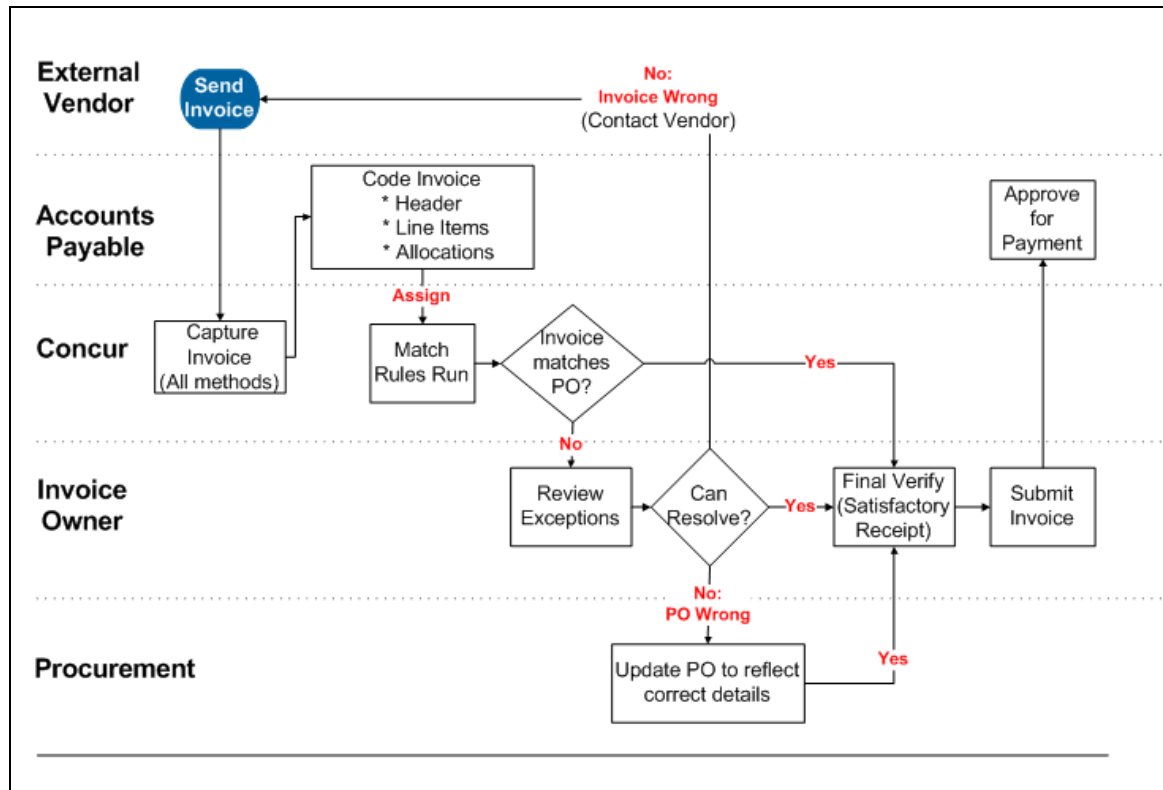 External
Vendor
Send
Invoice
No:
Invoice Wrong
(Contact Vendor)
Accounts
Payable
Code Invoice
* Header
* Line Items
* Allocations
Approve
for
Payment
Assign
Concur
Capture
Invoice
(All methods)
Match
Rules Run
Invoice
matches
PO?
Yes
No
Invoice
Owner
Review
Exceptions
Can
Resolve?
Yes
Final Verify
(Satisfactory
Receipt)
Submit
Invoice
No:
PO Wrong
Procurement
Update PO to reflect
correct details
Yes